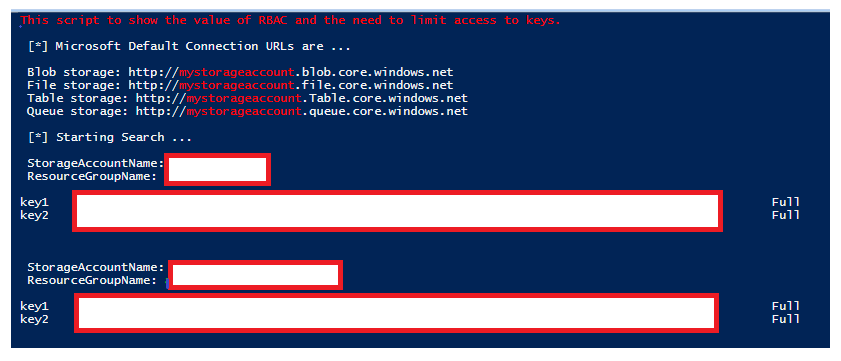 This script to show the value of RBAC and the need to limit access to keys.
[*] Microsoft Default Connection URLs are ...
Blob storage: http://mystorageaccount.blob.core.windows.net
File storage: http://mystorageaccount.file.core.windows.net
Table storage: http://mystorageaccount.Table.core.windows.net
Queue storage: http://mystorageaccount.queue.core.windows.net
[*] Starting Search ...
StorageAccountName:
ResourceGroupName:
key1 Full
key2 Full
StorageAccountName:
ResourceGroupName:
key1 Full
key2 Full